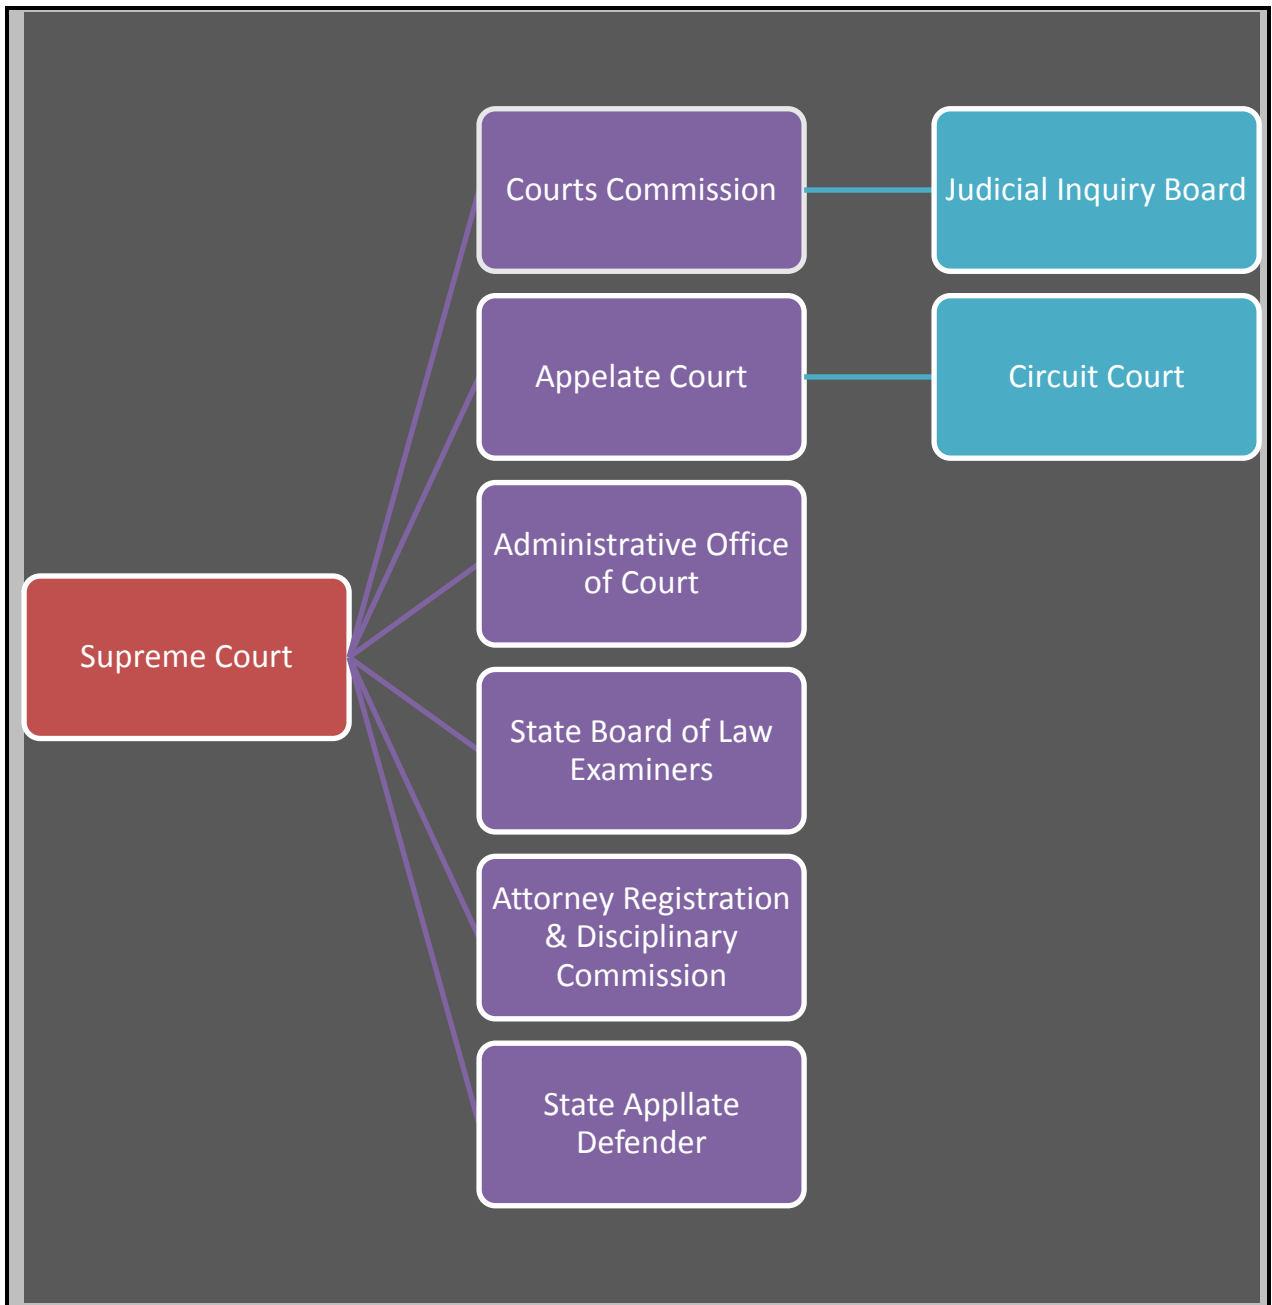 Courts Commission
Judicial Inquiry Board
Appelate Court
Circuit Court
Administrative Office
of Court
Supreme Court
State Board of Law
Examiners
Attorney Registration
& Disciplinary
Commission
State Appllate
Defender